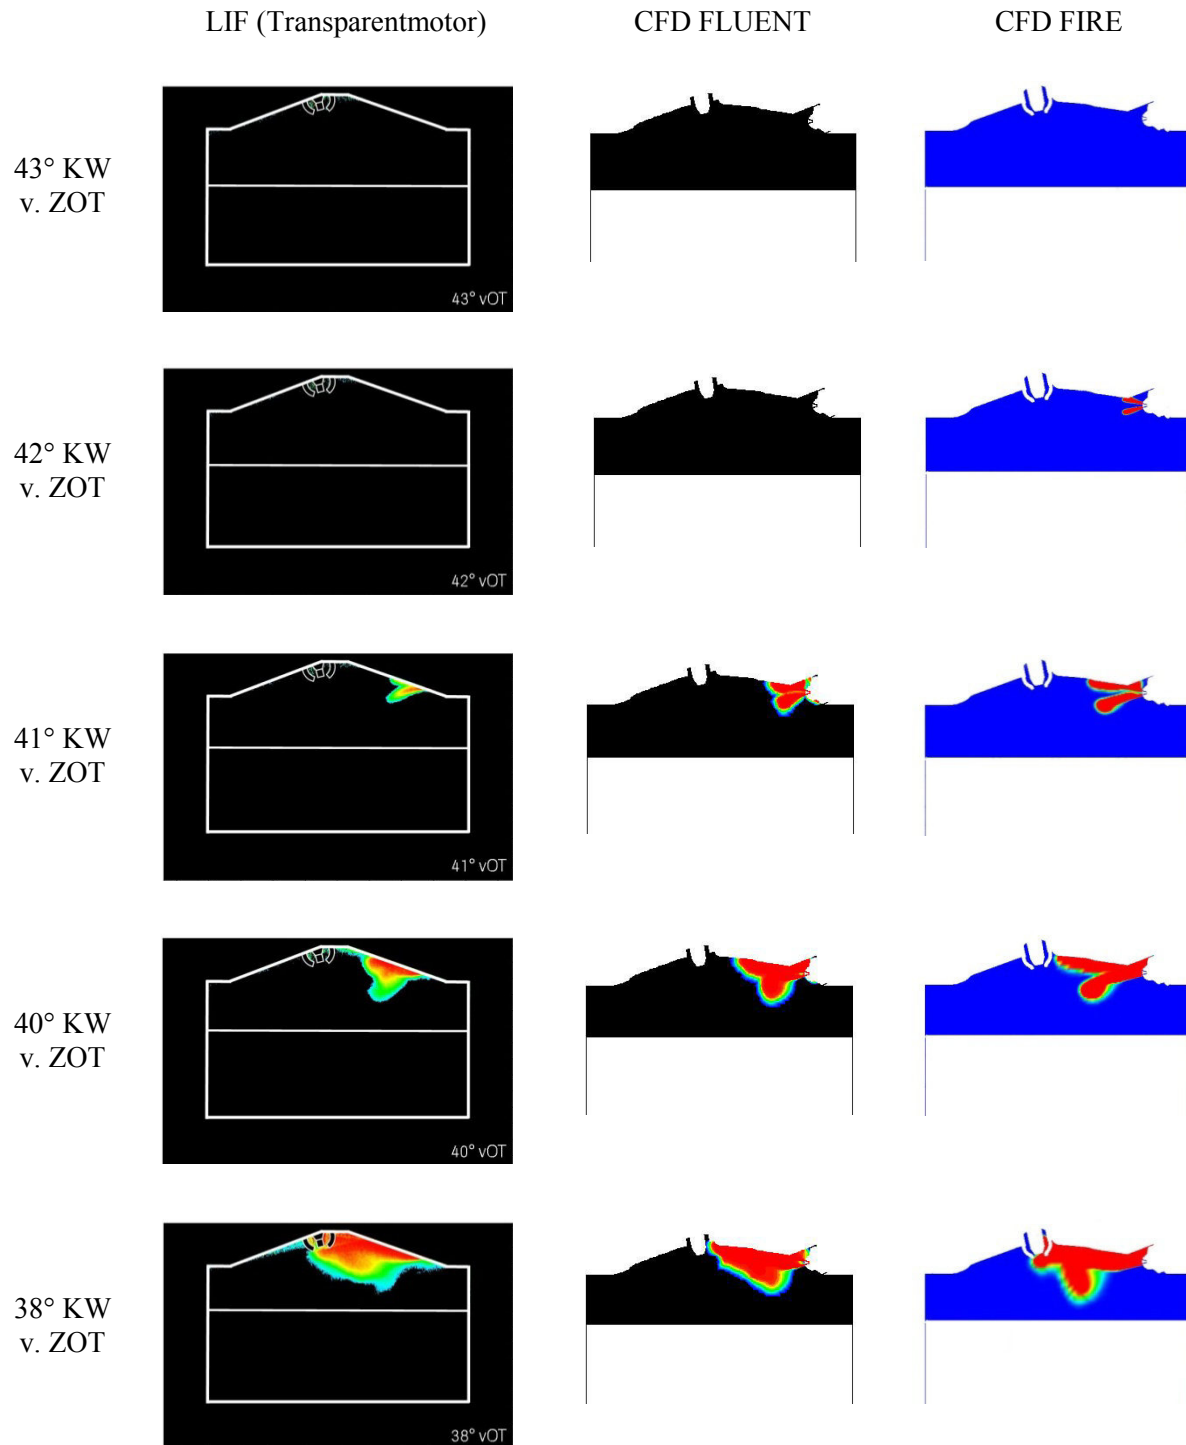 LIF (Transparentmotor) CFD FLUENT CFD FIRE
43° KW
v. ZOT
43° vOT
42° KW
v. ZOT
42° vOT
41° KW
v. ZOT
41° vOT
40° KW
v. ZOT
40° vOT
38° KW
v. ZOT
38° vOT